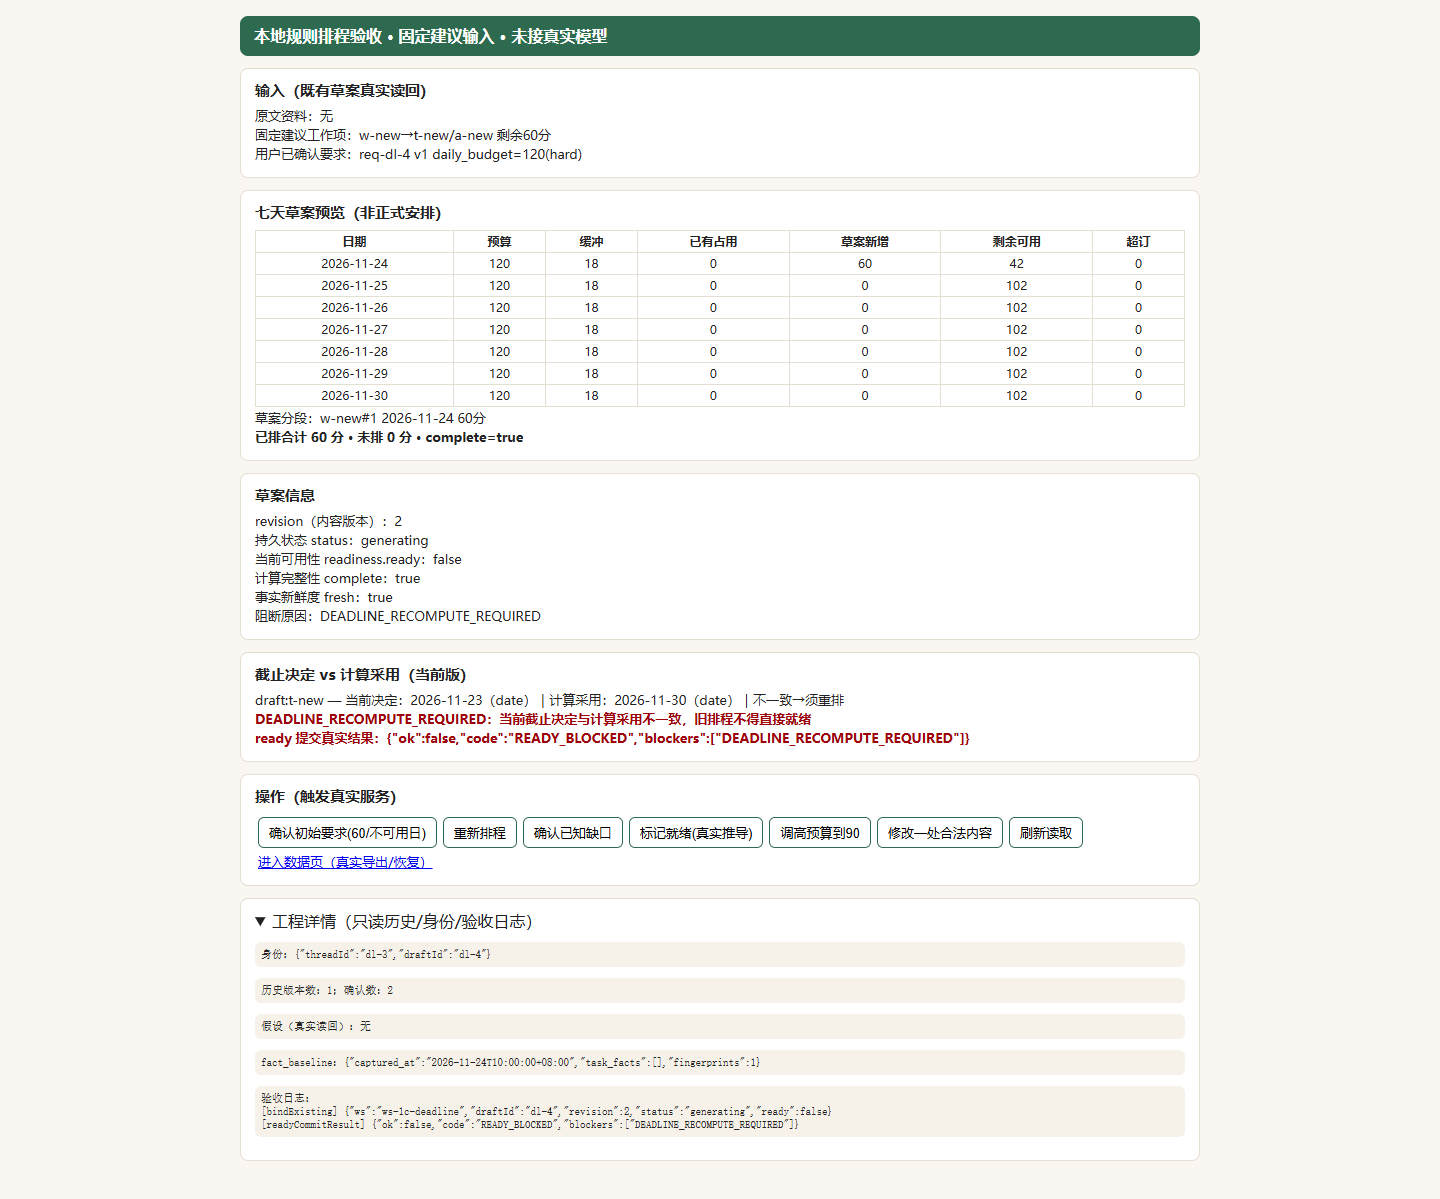 本地规则排程验收 • 固定建议输入 • 未接真实模型
输入（既有草案真实读回）
原文资料：无
固定建议工作项：w-new→t-new/a-new 剩余60分
用户已确认要求：req-dl-4 v1 daily_budget=120(hard)
七天草案预览（非正式安排）
日期 预算 缓冲 已有占用 草案新增 剩余可用 超订
2026-11-24 120 18 0 60 42 0
2026-11-25 120 18 0 0 102 0
2026-11-26 120 18 0 0 102 0
2026-11-27 120 18 0 0 102 0
2026-11-28 120 18 0 0 102 0
2026-11-29 120 18 0 0 102 0
2026-11-30 120 18 0 0 102 0
草案分段：w-new#1 2026-11-24 60分
已排合计 60 分 • 未排 0 分 • complete=true
草案信息
revision（内容版本）：2
持久状态 status：generating
当前可用性 readiness.ready：false
计算完整性 complete：true
事实新鲜度 fresh：true
阻断原因：DEADLINE_RECOMPUTE_REQUIRED
截止决定 vs 计算采用（当前版）
draft:t-new — 当前决定：2026-11-23（date）｜计算采用：2026-11-30（date）｜不一致→须重排
DEADLINE_RECOMPUTE_REQUIRED：当前截止决定与计算采用不一致，旧排程不得直接就绪
ready 提交真实结果：{"ok":false,"code":"READY_BLOCKED","blockers":["DEADLINE_RECOMPUTE_REQUIRED"]}
操作（触发真实服务）
确认初始要求(60/不可用日) 重新排程 确认已知缺口 标记就绪(真实推导) 调高预算到90 修改一处合法内容 刷新读取
进入数据页（真实导出/恢复）
▼ 工程详情（只读历史/身份/验收日志）
身份：{"threadId":"dl-3","draftId":"dl-4"}
历史版本数：1；确认数：2
假设（真实读回）：无
fact_baseline：{"captured_at":"2026-11-24T10:00:00+08:00","task_facts":[],"fingerprints":1}
验收日志：
[bindExisting] {"ws":"ws-1c-deadline","draftId":"dl-4","revision":2,"status":"generating","ready":false}
[readyCommitResult] {"ok":false,"code":"READY_BLOCKED","blockers":["DEADLINE_RECOMPUTE_REQUIRED"]}